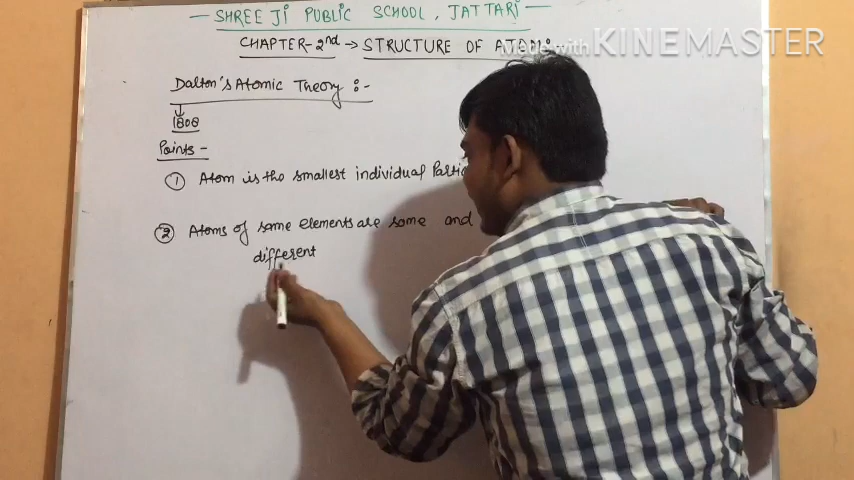 — SHREE JI PUBLIC SCHOOL, JATTARI —
CHAPTER-2nd → STRUCTURE OF ATOM:
Made with KINEMASTER
Dalton's Atomic Theory :-
1808
Points -
① Atom is the smallest individual
② Atoms of same elements are same and
different